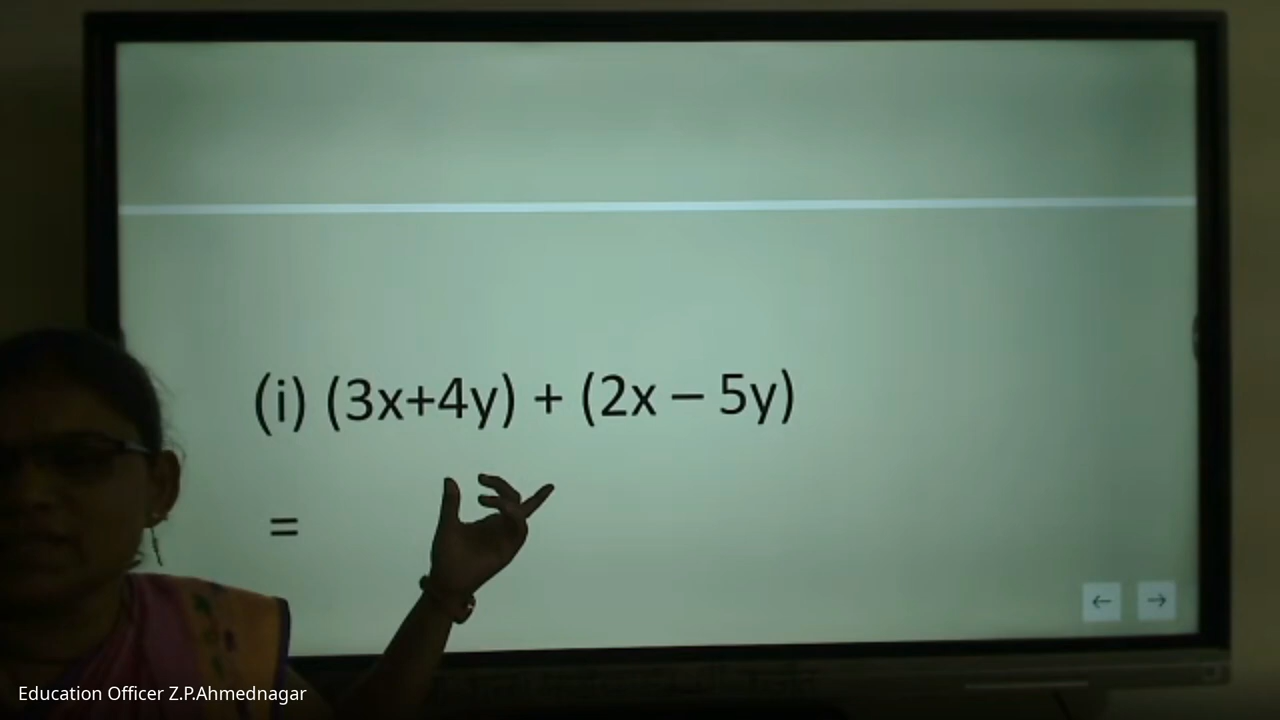 (i) (3x+4y) + (2x – 5y)
=
← →
Education Officer Z.P.Ahmednagar